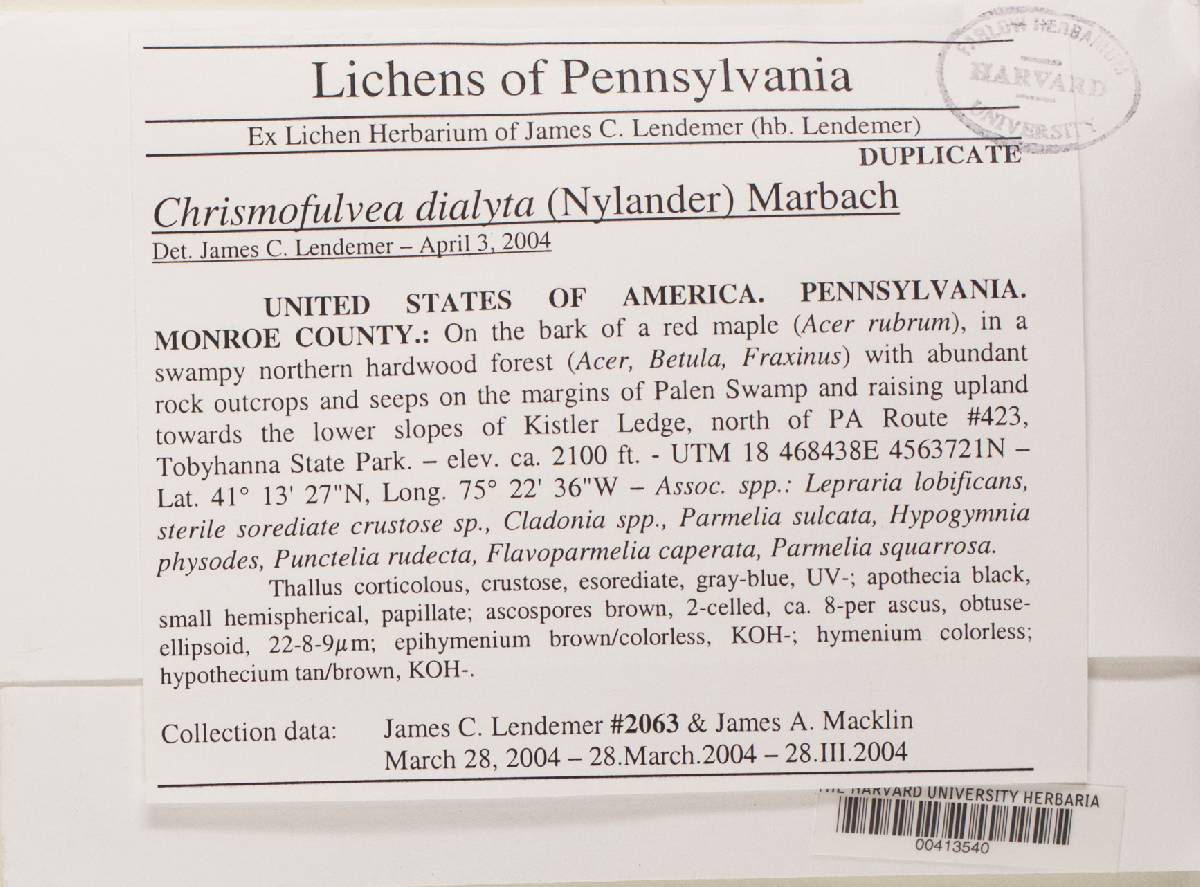 FARLOW HERBARIUM
HARVARD
UNIVERSITY
Lichens of Pennsylvania
Ex Lichen Herbarium of James C. Lendemer (hb. Lendemer)
DUPLICATE
Chrismofulvea dialyta (Nylander) Marbach
Det. James C. Lendemer – April 3, 2004
UNITED STATES OF AMERICA. PENNSYLVANIA.
MONROE COUNTY.: On the bark of a red maple (Acer rubrum), in a
swampy northern hardwood forest (Acer, Betula, Fraxinus) with abundant
rock outcrops and seeps on the margins of Palen Swamp and raising upland
towards the lower slopes of Kistler Ledge, north of PA Route #423,
Tobyhanna State Park. – elev. ca. 2100 ft. - UTM 18 468438E 4563721N –
Lat. 41° 13' 27"N, Long. 75° 22' 36"W – Assoc. spp.: Lepraria lobificans,
sterile sorediate crustose sp., Cladonia spp., Parmelia sulcata, Hypogymnia
physodes, Punctelia rudecta, Flavoparmelia caperata, Parmelia squarrosa.
Thallus corticolous, crustose, esorediate, gray-blue, UV-; apothecia black,
small hemispherical, papillate; ascospores brown, 2-celled, ca. 8-per ascus, obtuse-
ellipsoid, 22-8-9µm; epihymenium brown/colorless, KOH-; hymenium colorless;
hypothecium tan/brown, KOH-.
Collection data: James C. Lendemer #2063 & James A. Macklin
March 28, 2004 – 28.March.2004 – 28.III.2004
THE HARVARD UNIVERSITY HERBARIA
00413540